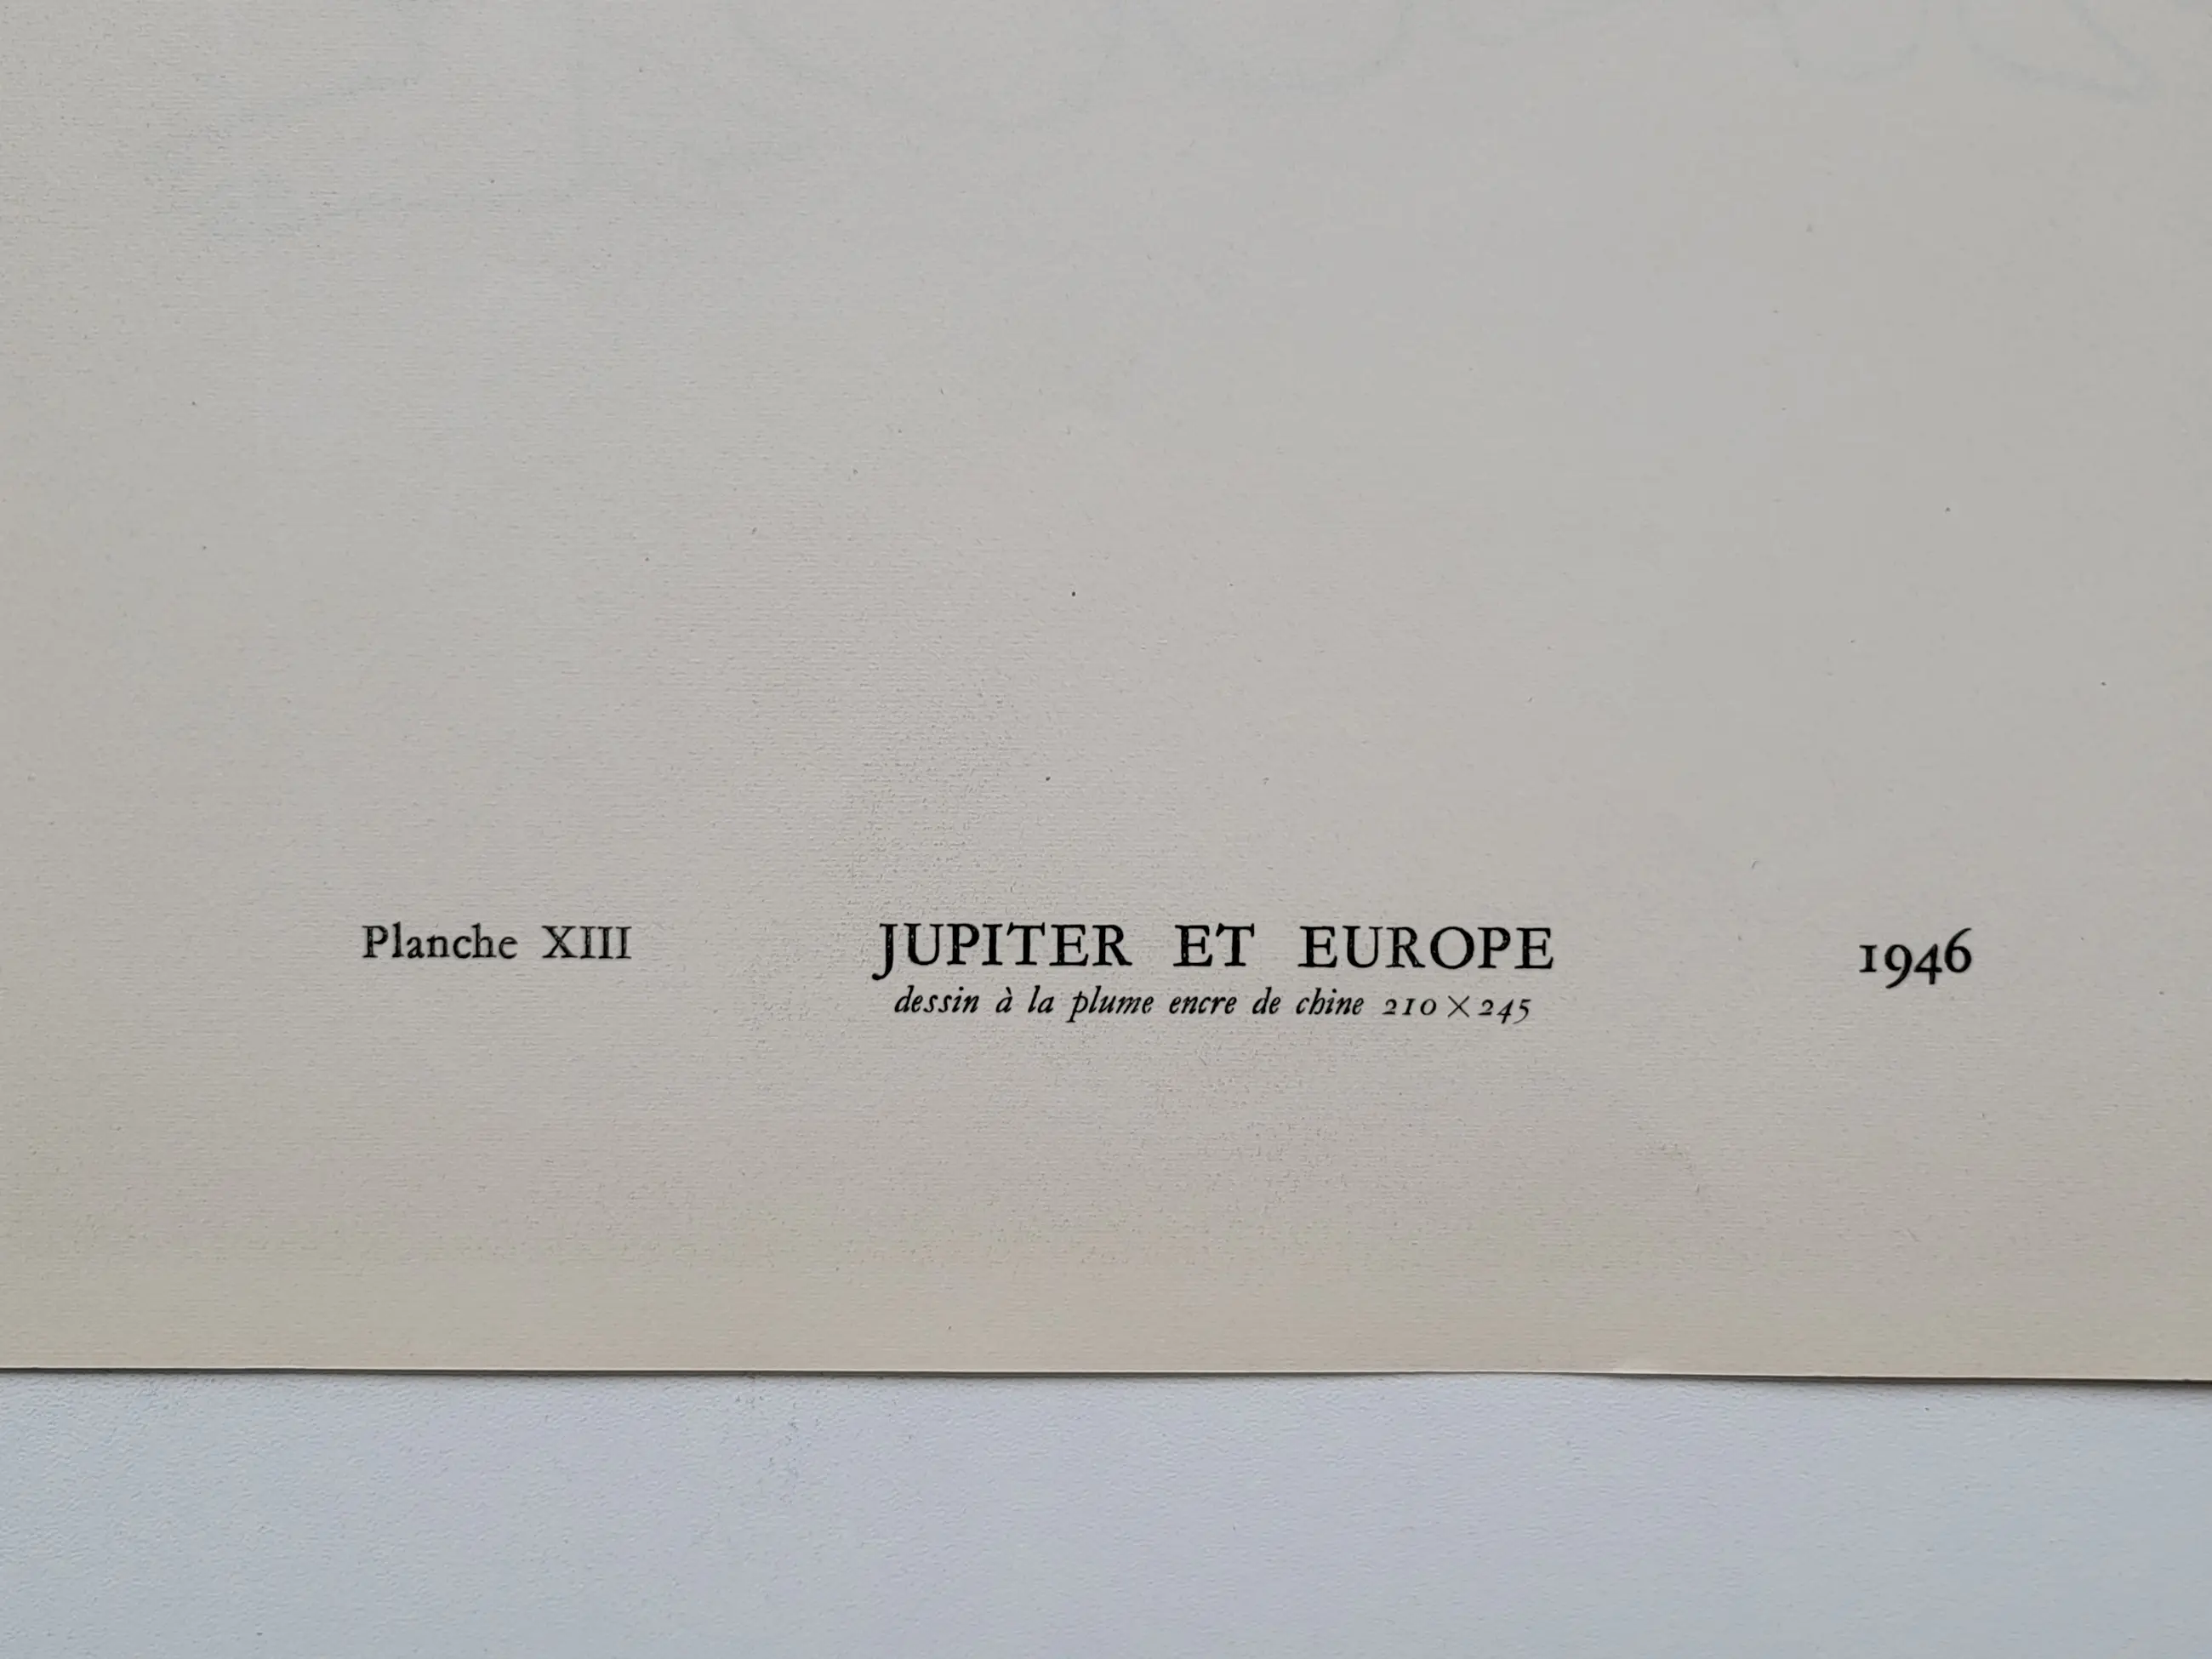 Planche XIII JUPITER ET EUROPE 1946
dessin à la plume encre de chine 210 × 245